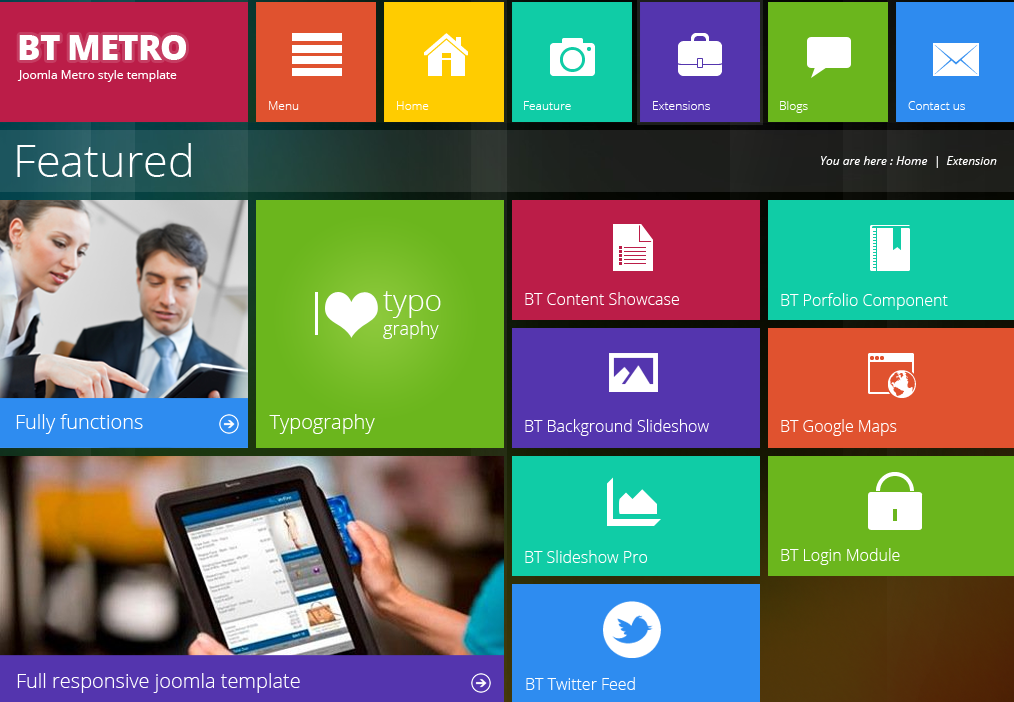 BT METRO
Joomla Metro style template
Menu
Home
Feauture
Extensions
Blogs
Contact us
Featured
You are here : Home | Extension
typo
graphy
Fully functions
Typography
BT Content Showcase
BT Porfolio Component
BT Background Slideshow
BT Google Maps
BT Slideshow Pro
BT Login Module
Full responsive joomla template
BT Twitter Feed